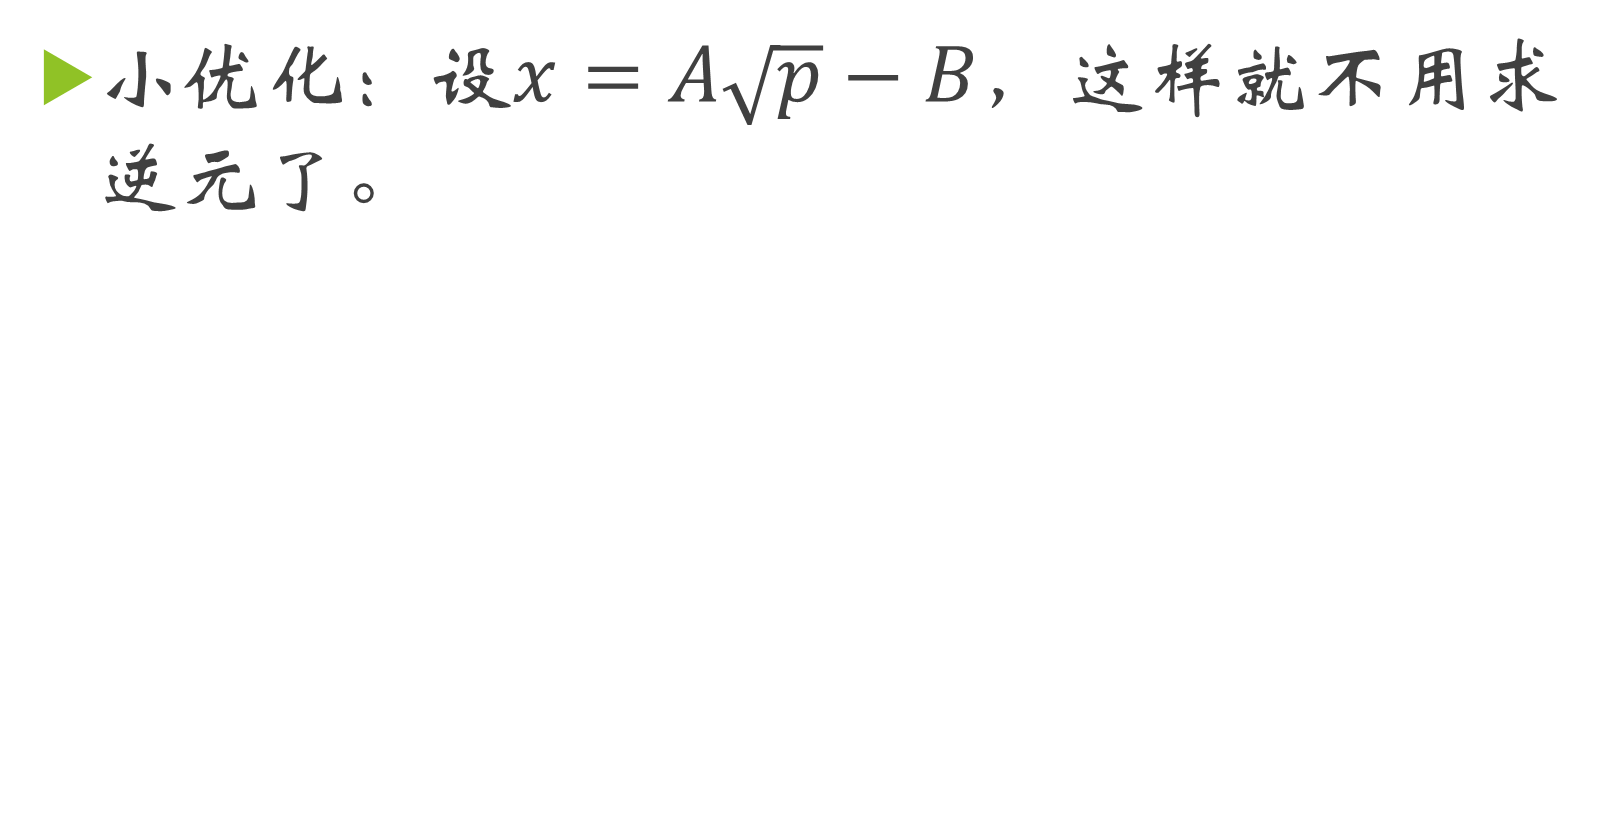 小优化：设x = A√p − B，这样就不用求
逆元了。